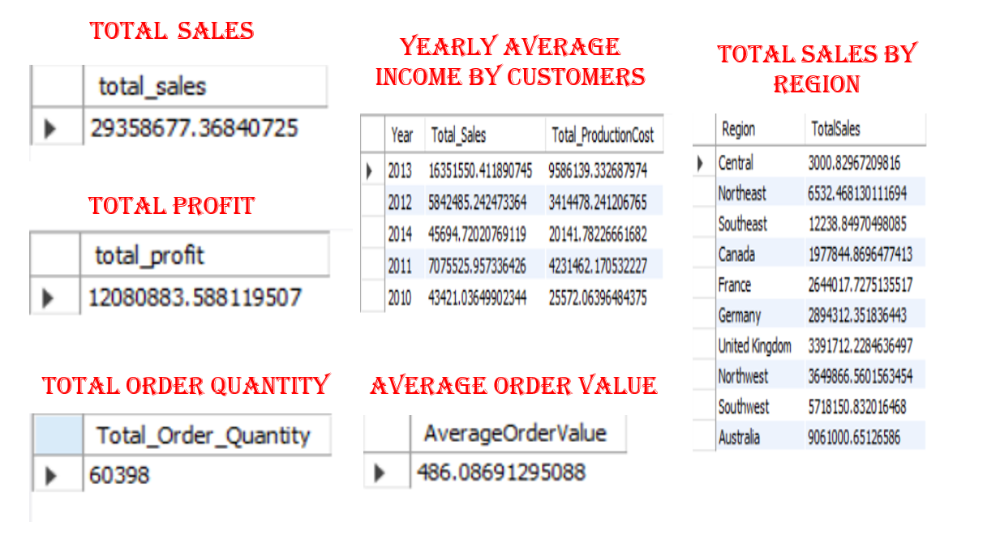 TOTAL SALES
total_sales
29358677.36840725
TOTAL PROFIT
total_profit
12080883.588119507
TOTAL ORDER QUANTITY
Total_Order_Quantity
60398
YEARLY AVERAGE
INCOME BY CUSTOMERS
Year Total_Sales Total_ProductionCost
2013 16351550.411890745 9586139.332687974
2012 5842485.242473364 3414478.241206765
2014 45694.72020769119 20141.78226661682
2011 7075525.957336426 4231462.170532227
2010 43421.03649902344 25572.06396484375
AVERAGE ORDER VALUE
AverageOrderValue
486.08691295088
TOTAL SALES BY
REGION
Region TotalSales
Central 3000.82967209816
Northeast 6532.468130111694
Southeast 12238.84970498085
Canada 1977844.8696477413
France 2644017.7275135517
Germany 2894312.351836443
United Kingdom 3391712.2284636497
Northwest 3649866.5601563454
Southwest 5718150.832016468
Australia 9061000.65126586